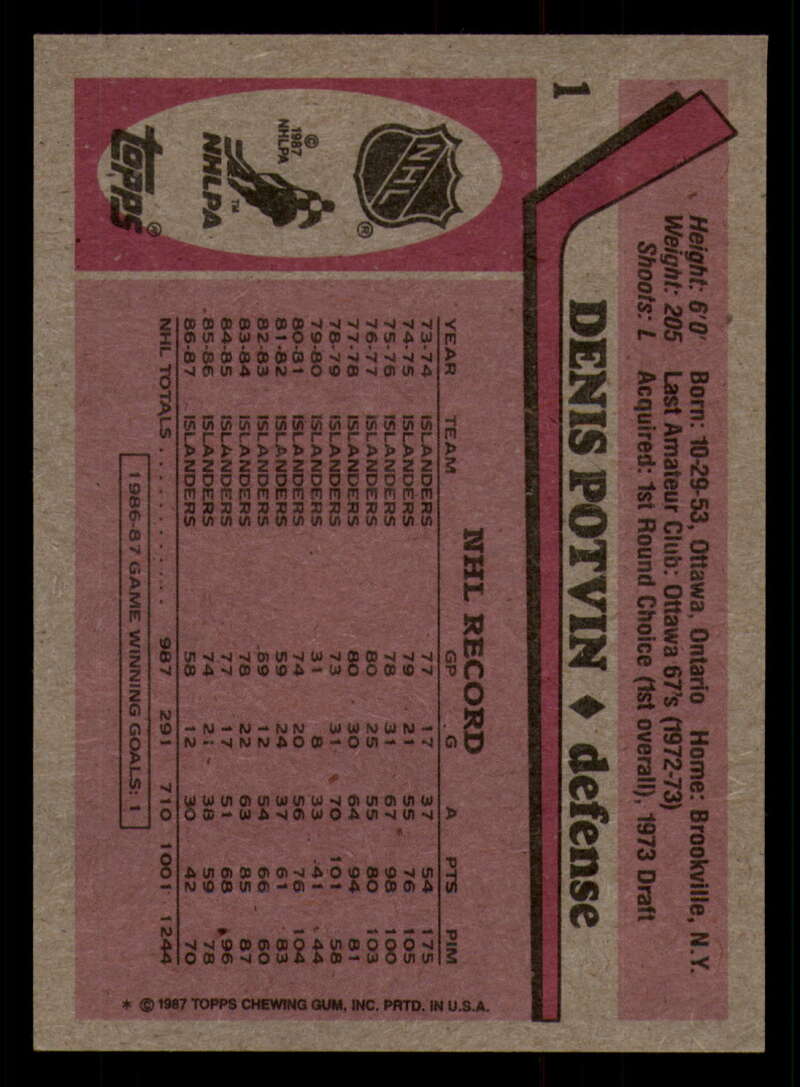 1
Height: 6'0" Born: 10-29-53, Ottawa, Ontario Home: Brookville, N.Y.
Weight: 205 Last Amateur Club: Ottawa 67's (1972-73)
Shoots: L Acquired: 1st Round Choice (1st overall), 1973 Draft
DENIS POTVIN ♦ defense
NHL ®
© 1987 NHLPA
NHLPA ™
TOPPS ®
NHL RECORD
YEAR TEAM GP G A PTS PIM
73-74 ISLANDERS 77 17 37 54 175
74-75 ISLANDERS 79 21 55 76 105
75-76 ISLANDERS 78 31 67 98 100
76-77 ISLANDERS 80 25 55 80 103
77-78 ISLANDERS 80 30 64 94 81
78-79 ISLANDERS 73 31 70 101 58
79-80 ISLANDERS 31 8 33 41 44
80-81 ISLANDERS 74 20 56 76 104
81-82 ISLANDERS 59 24 37 61 83
82-83 ISLANDERS 69 12 54 66 60
83-84 ISLANDERS 78 22 63 85 87
84-85 ISLANDERS 77 17 51 68 96
85-86 ISLANDERS 74 21 38 59 78
86-87 ISLANDERS 58 12 30 42 70
NHL TOTALS . . . . . . . . . . . . 987 291 710 1001 1244
1986-87 GAME WINNING GOALS: 1
* © 1987 TOPPS CHEWING GUM, INC. PRTD. IN U.S.A.